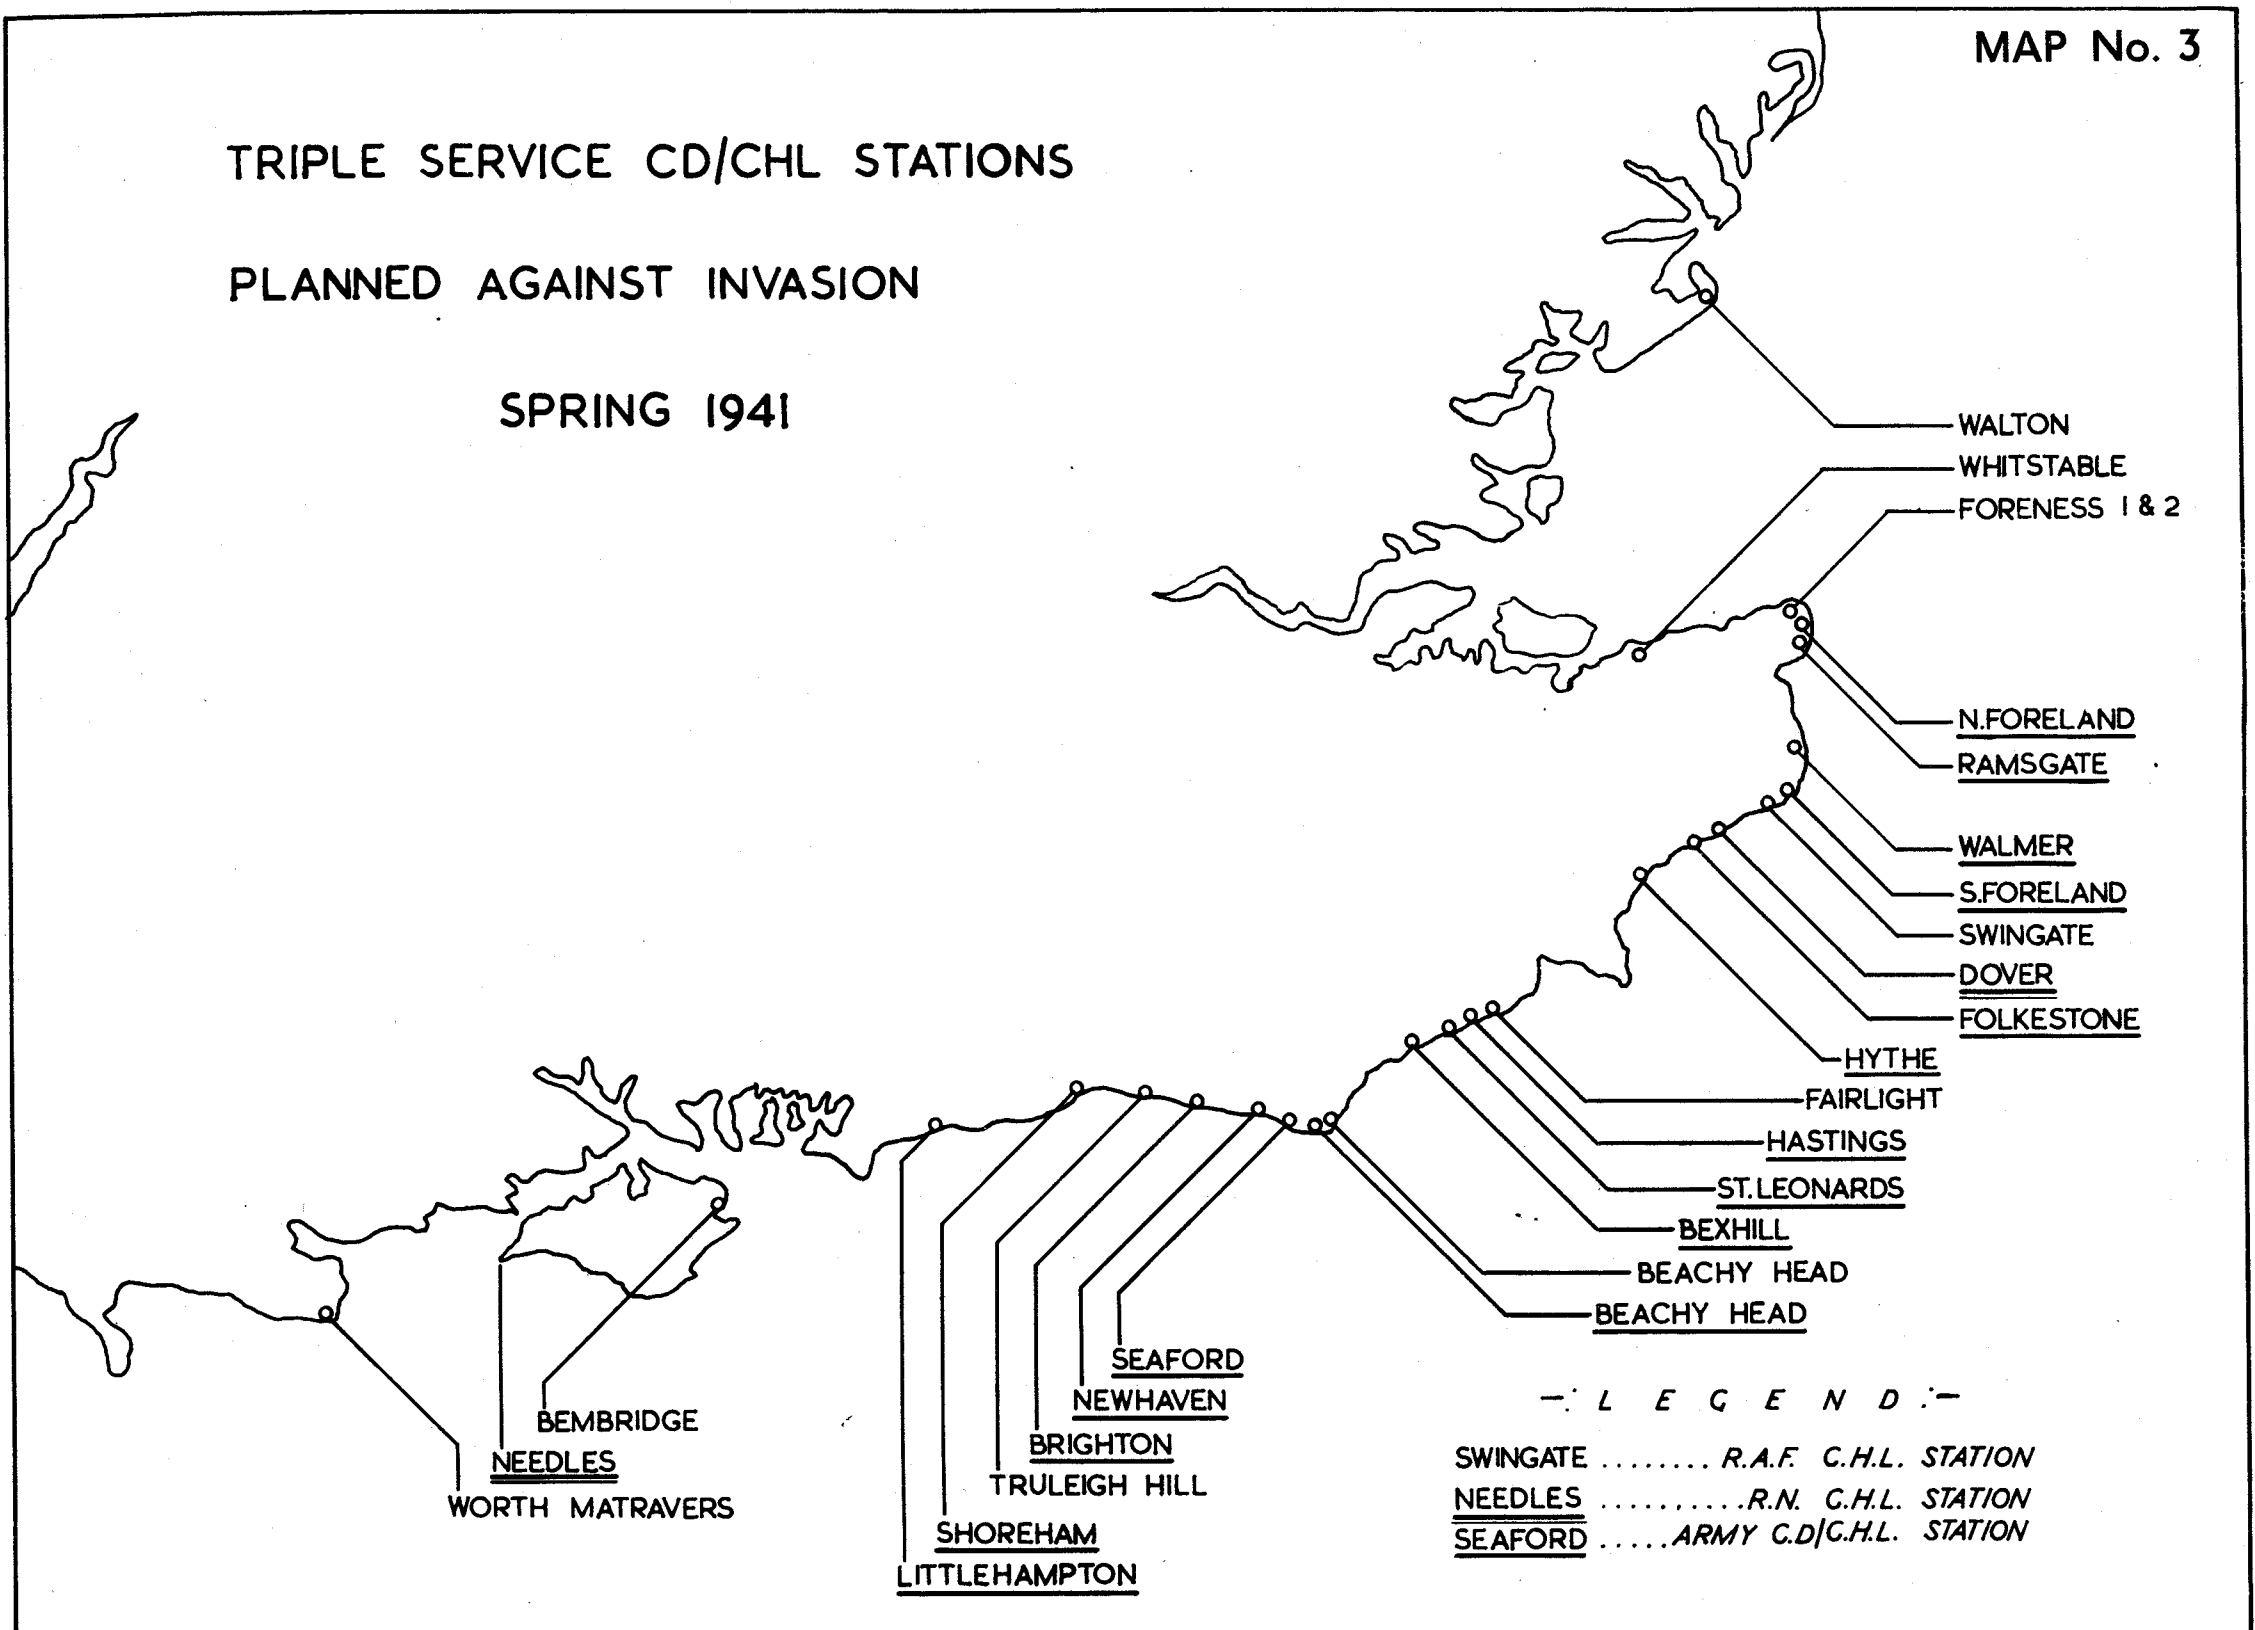 MAP No. 3
TRIPLE SERVICE CD/CHL STATIONS
PLANNED AGAINST INVASION
SPRING 1941
WALTON
WHITSTABLE
FORENESS 1 & 2
N.FORELAND
RAMSGATE
WALMER
S.FORELAND
SWINGATE
DOVER
FOLKESTONE
HYTHE
FAIRLIGHT
HASTINGS
ST.LEONARDS
BEXHILL
BEACHY HEAD
BEACHY HEAD
SEAFORD
NEWHAVEN
BRIGHTON
TRULEIGH HILL
SHOREHAM
LITTLEHAMPTON
BEMBRIDGE
NEEDLES
WORTH MATRAVERS
-: L E G E N D :-
SWINGATE ........ R.A.F. C.H.L. STATION
NEEDLES .......... R.N. C.H.L. STATION
SEAFORD ..... ARMY C.D/C.H.L. STATION